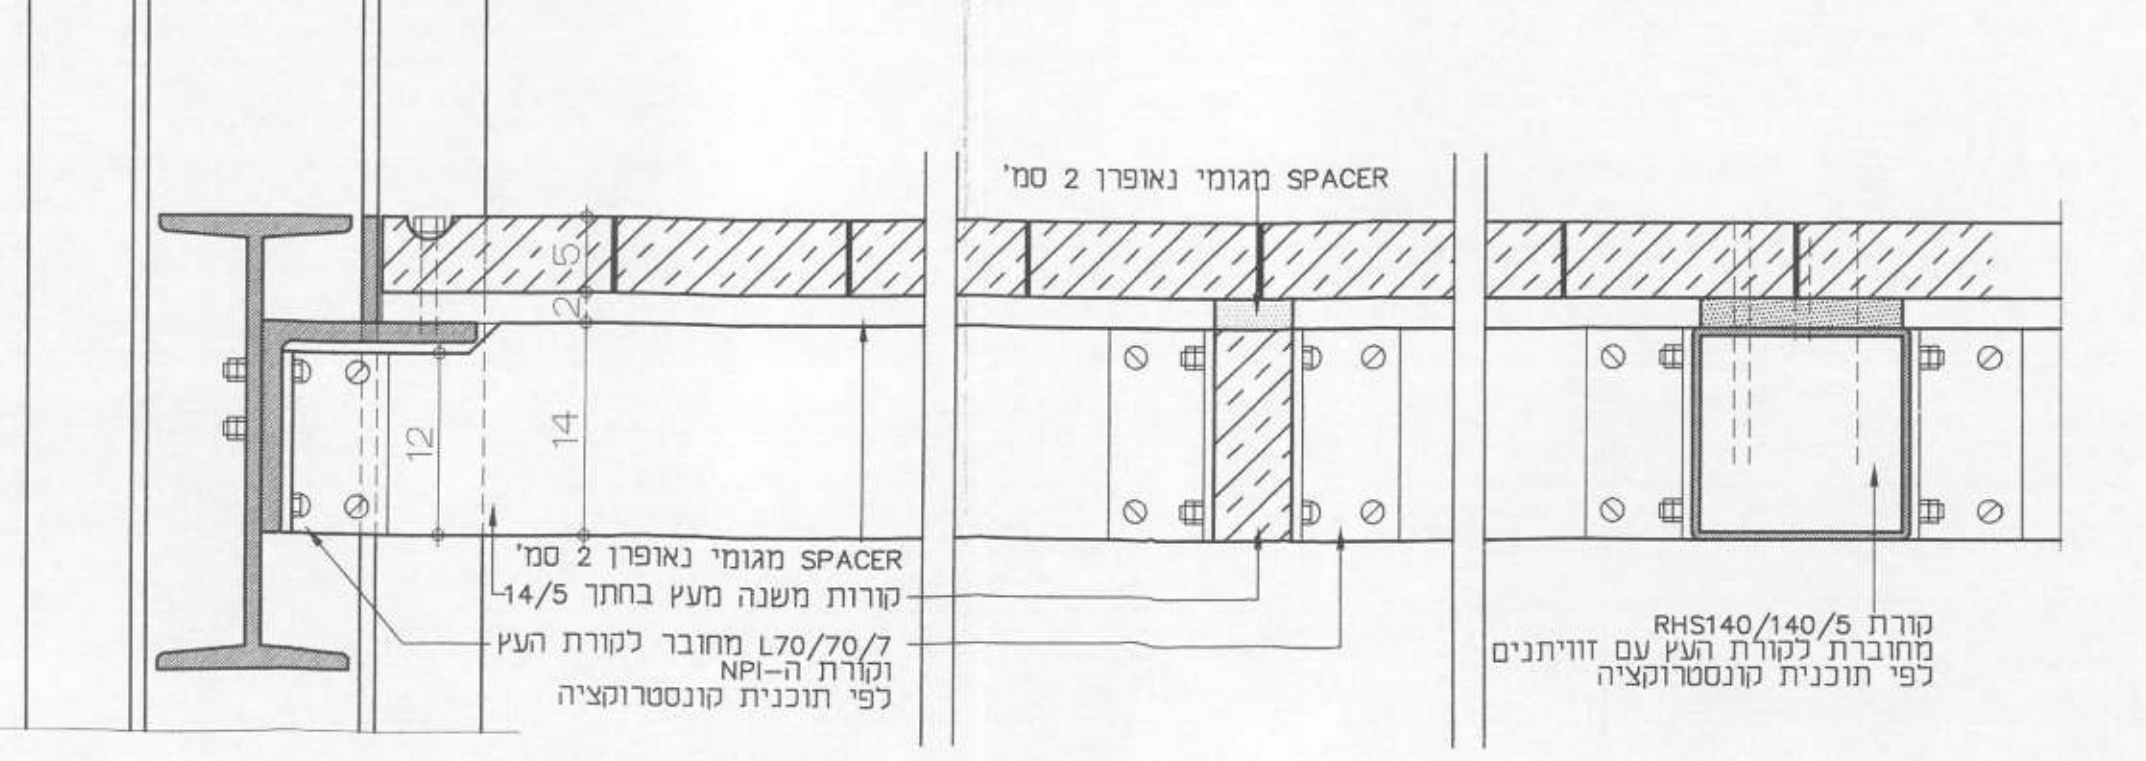 SPACER מגומי נאופרן 2 סמ'
5
2
12
14
SPACER מגומי נאופרן 2 סמ'
קורות משנה מעץ בחתך 14/5
L70/70/7 מחובר לקורת העץ
וקורת ה-NPI
לפי תוכנית קונסטרוקציה
קורת RHS140/140/5
מחוברת לקורת העץ עם זוויתנים
לפי תוכנית קונסטרוקציה